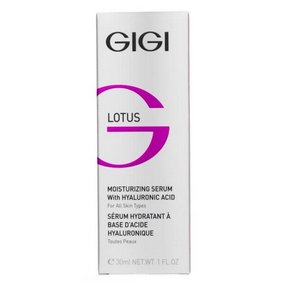 GIGI
LOTUS
G
MOISTURIZING SERUM
With HYALURONIC ACID
For All Skin Types
SÉRUM HYDRATANT À
BASE D'ACIDE
HYALURONIQUE
Toutes Peaux
℮ 30ml NET WT. 1 FL.OZ